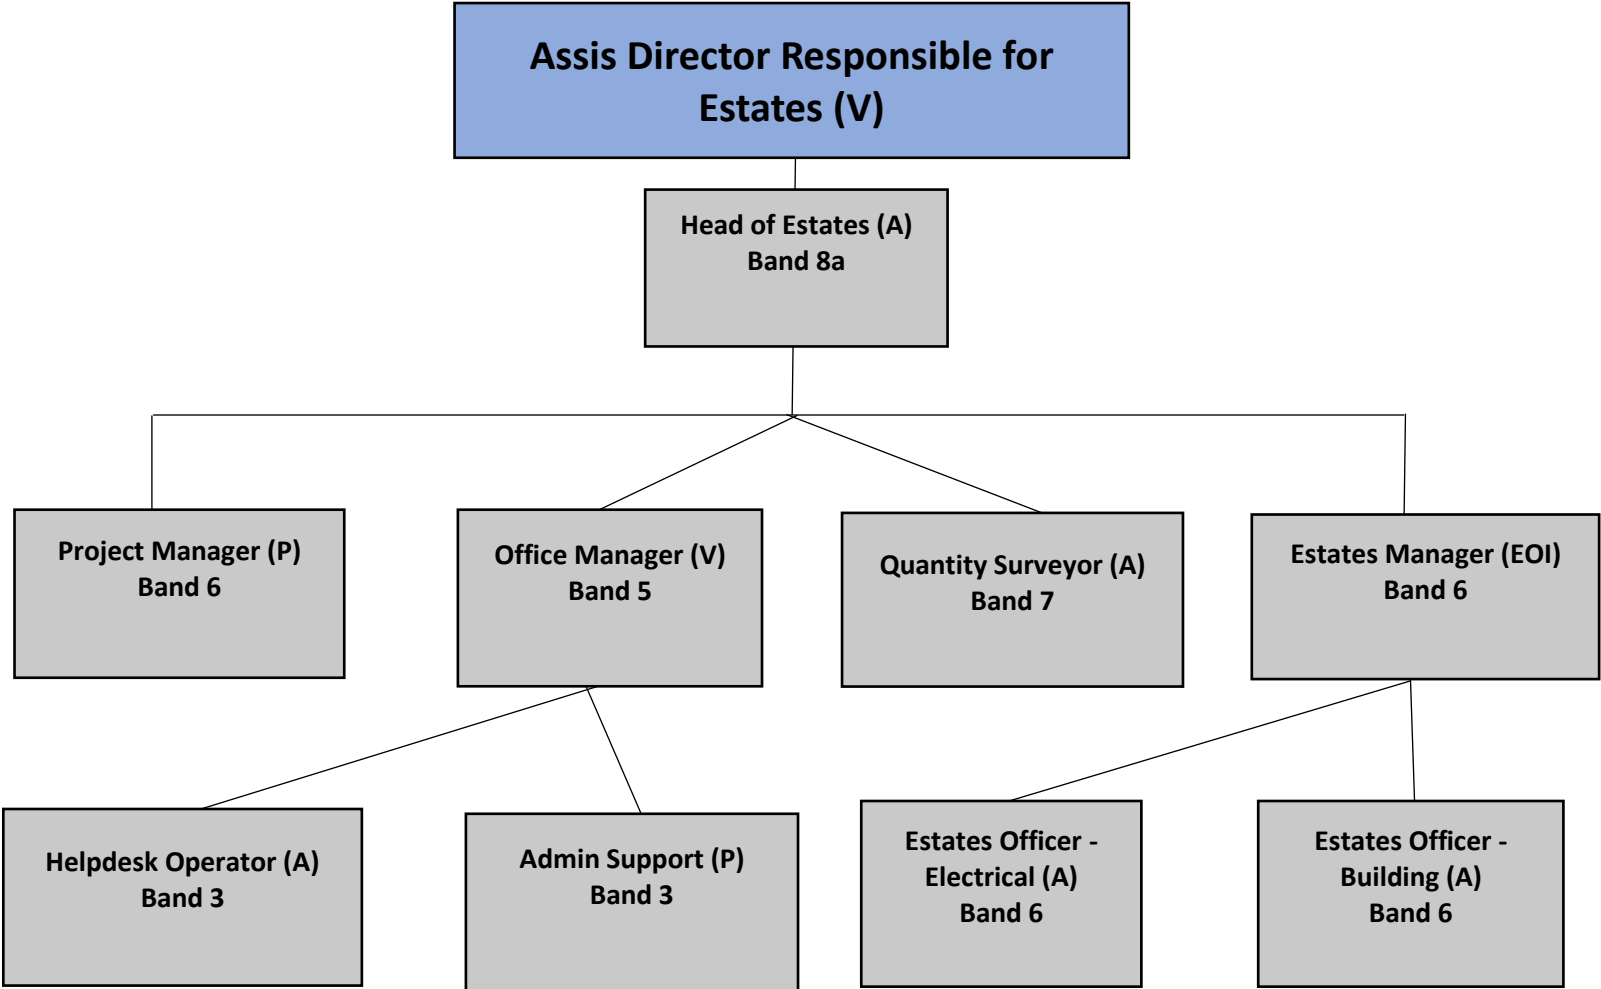 Assis Director Responsible for
Estates (V)
Head of Estates (A)
Band 8a
Project Manager (P)
Band 6
Office Manager (V)
Band 5
Quantity Surveyor (A)
Band 7
Estates Manager (EOI)
Band 6
Helpdesk Operator (A)
Band 3
Admin Support (P)
Band 3
Estates Officer -
Electrical (A)
Band 6
Estates Officer -
Building (A)
Band 6